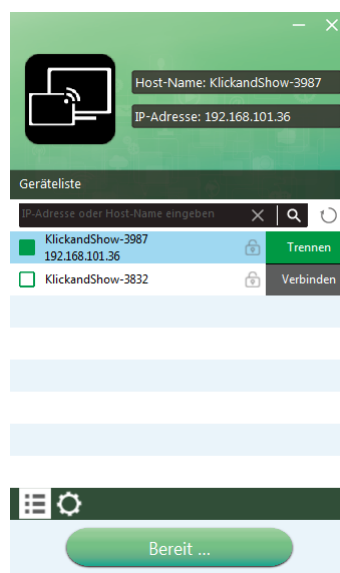 Host-Name: KlickandShow-3987
IP-Adresse: 192.168.101.36
Geräteliste
IP-Adresse oder Host-Name eingeben
KlickandShow-3987
192.168.101.36
Trennen
KlickandShow-3832
Verbinden
Bereit ...